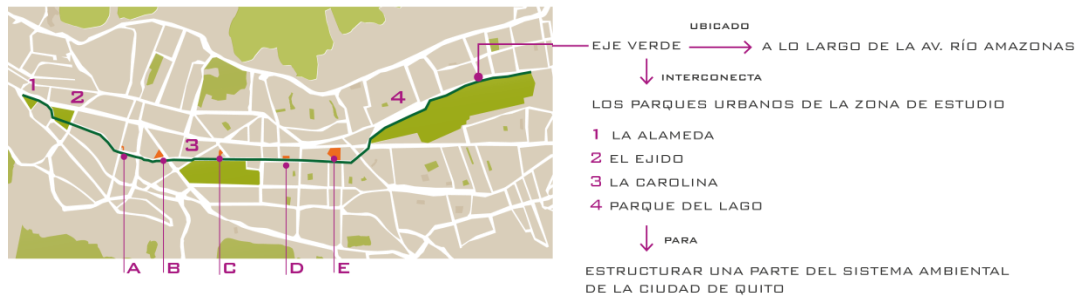 1
2
3
4
A
B
C
D
E
UBICADO
EJE VERDE
A LO LARGO DE LA AV. RÍO AMAZONAS
INTERCONECTA
LOS PARQUES URBANOS DE LA ZONA DE ESTUDIO
1 LA ALAMEDA
2 EL EJIDO
3 LA CAROLINA
4 PARQUE DEL LAGO
PARA
ESTRUCTURAR UNA PARTE DEL SISTEMA AMBIENTAL
DE LA CIUDAD DE QUITO